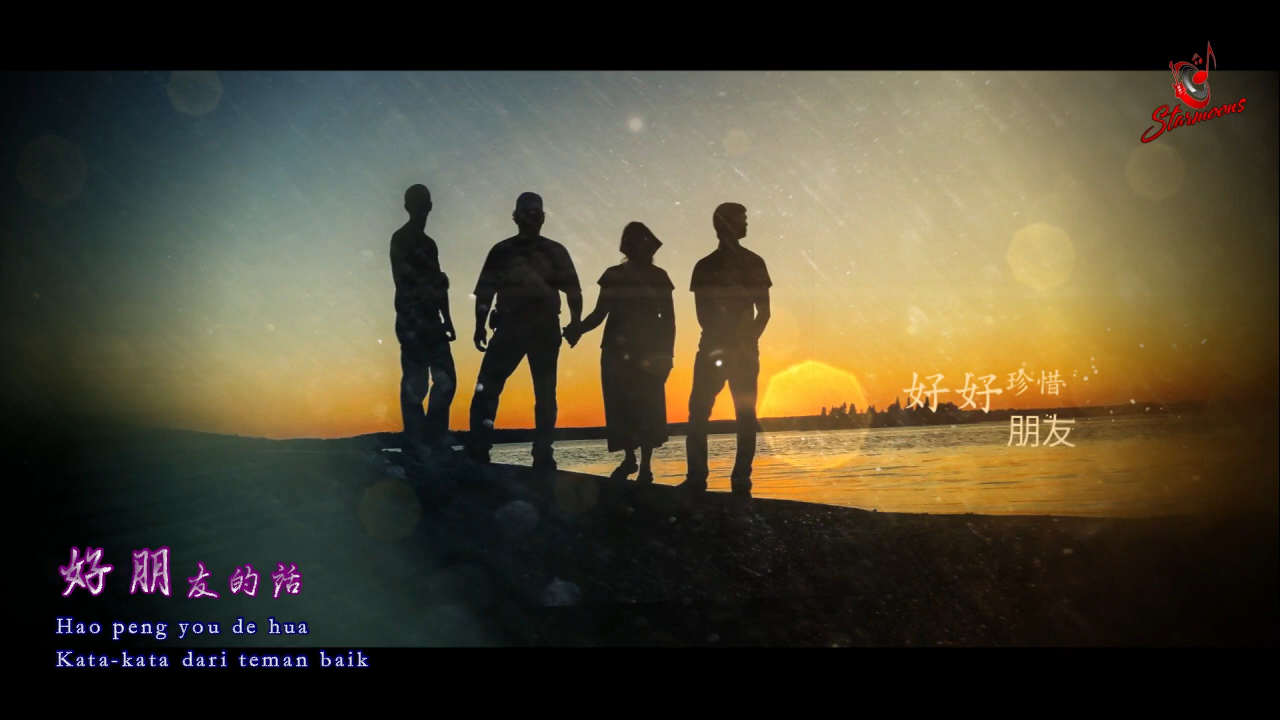 Starmoons
好好珍惜
朋友
好朋友的話
Hao peng you de hua
Kata-kata dari teman baik